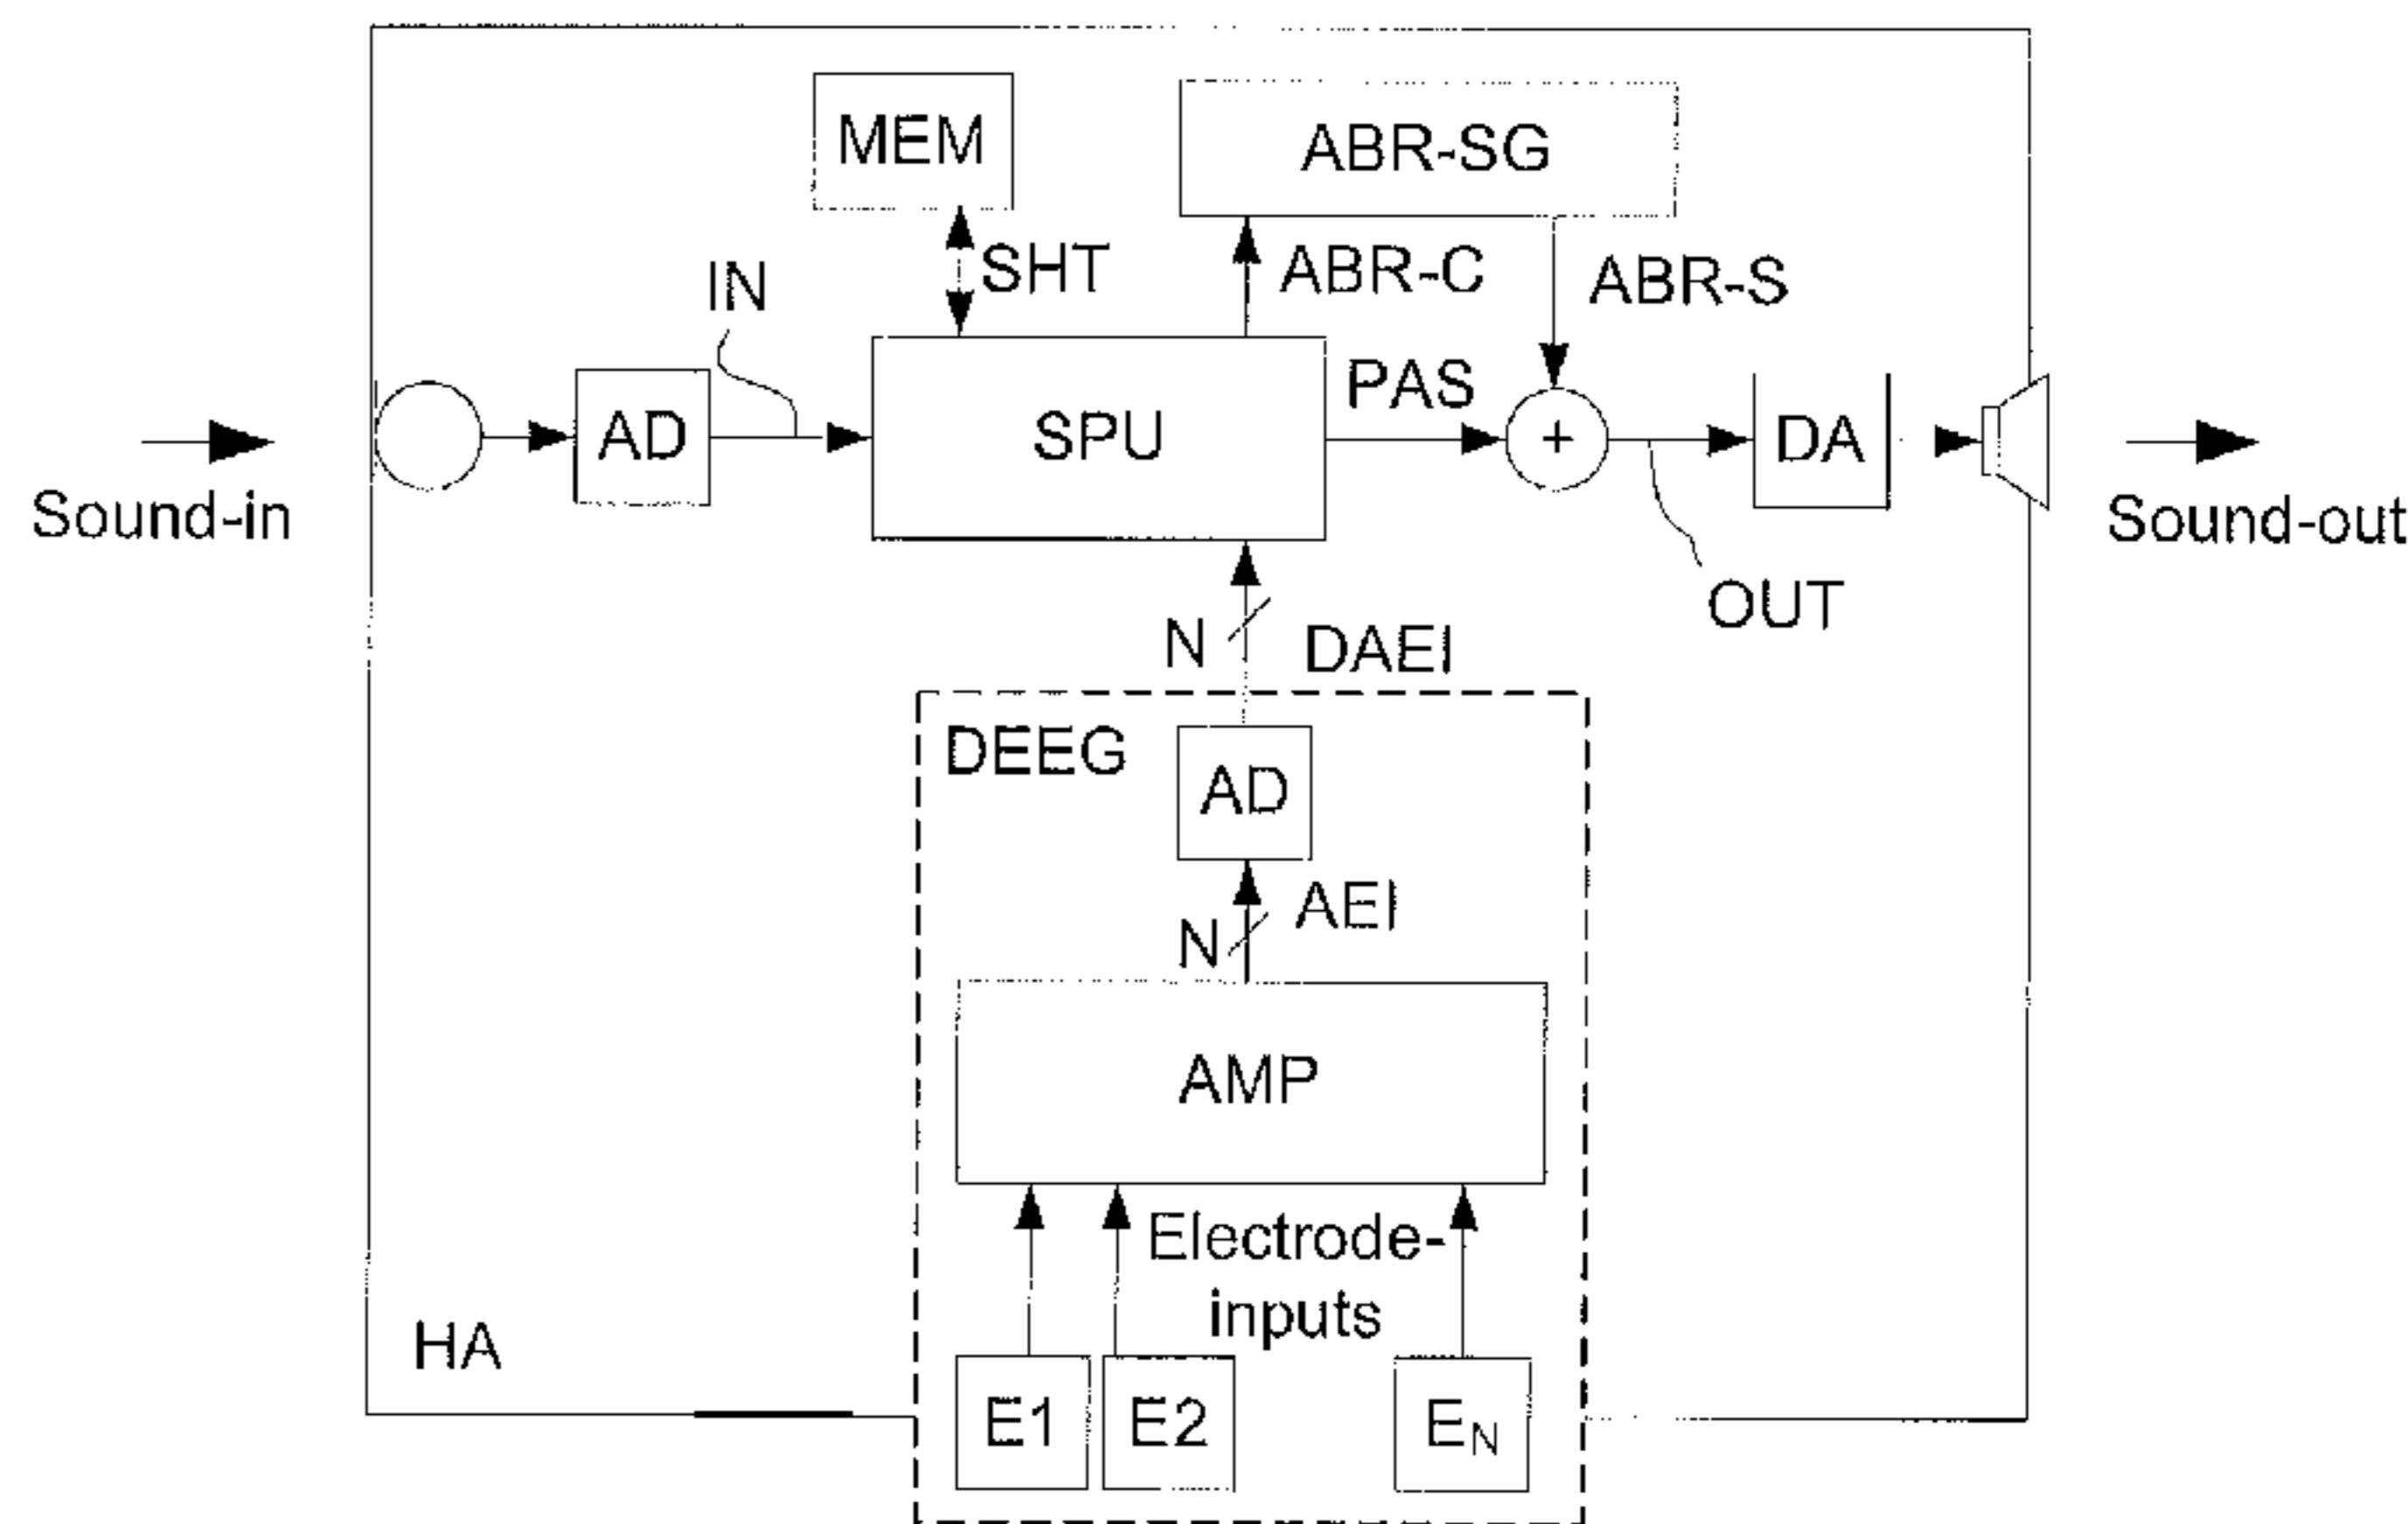 MEM
ABR-SG
IN
SHT
ABR-C
ABR-S
PAS
Sound-in
AD
SPU
+
DA
Sound-out
OUT
N
DAEI
DEEG
AD
N
AEI
AMP
Electrode-
inputs
HA
E1
E2
EN